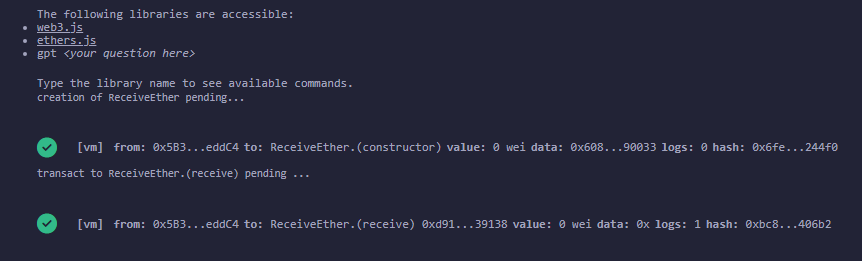 The following libraries are accessible:
web3.js
ethers.js
gpt <your question here>
Type the library name to see available commands.
creation of ReceiveEther pending...
[vm] from: 0x5B3...eddC4 to: ReceiveEther.(constructor) value: 0 wei data: 0x608...90033 logs: 0 hash: 0x6fe...244f0
transact to ReceiveEther.(receive) pending ...
[vm] from: 0x5B3...eddC4 to: ReceiveEther.(receive) 0xd91...39138 value: 0 wei data: 0x logs: 1 hash: 0xbc8...406b2